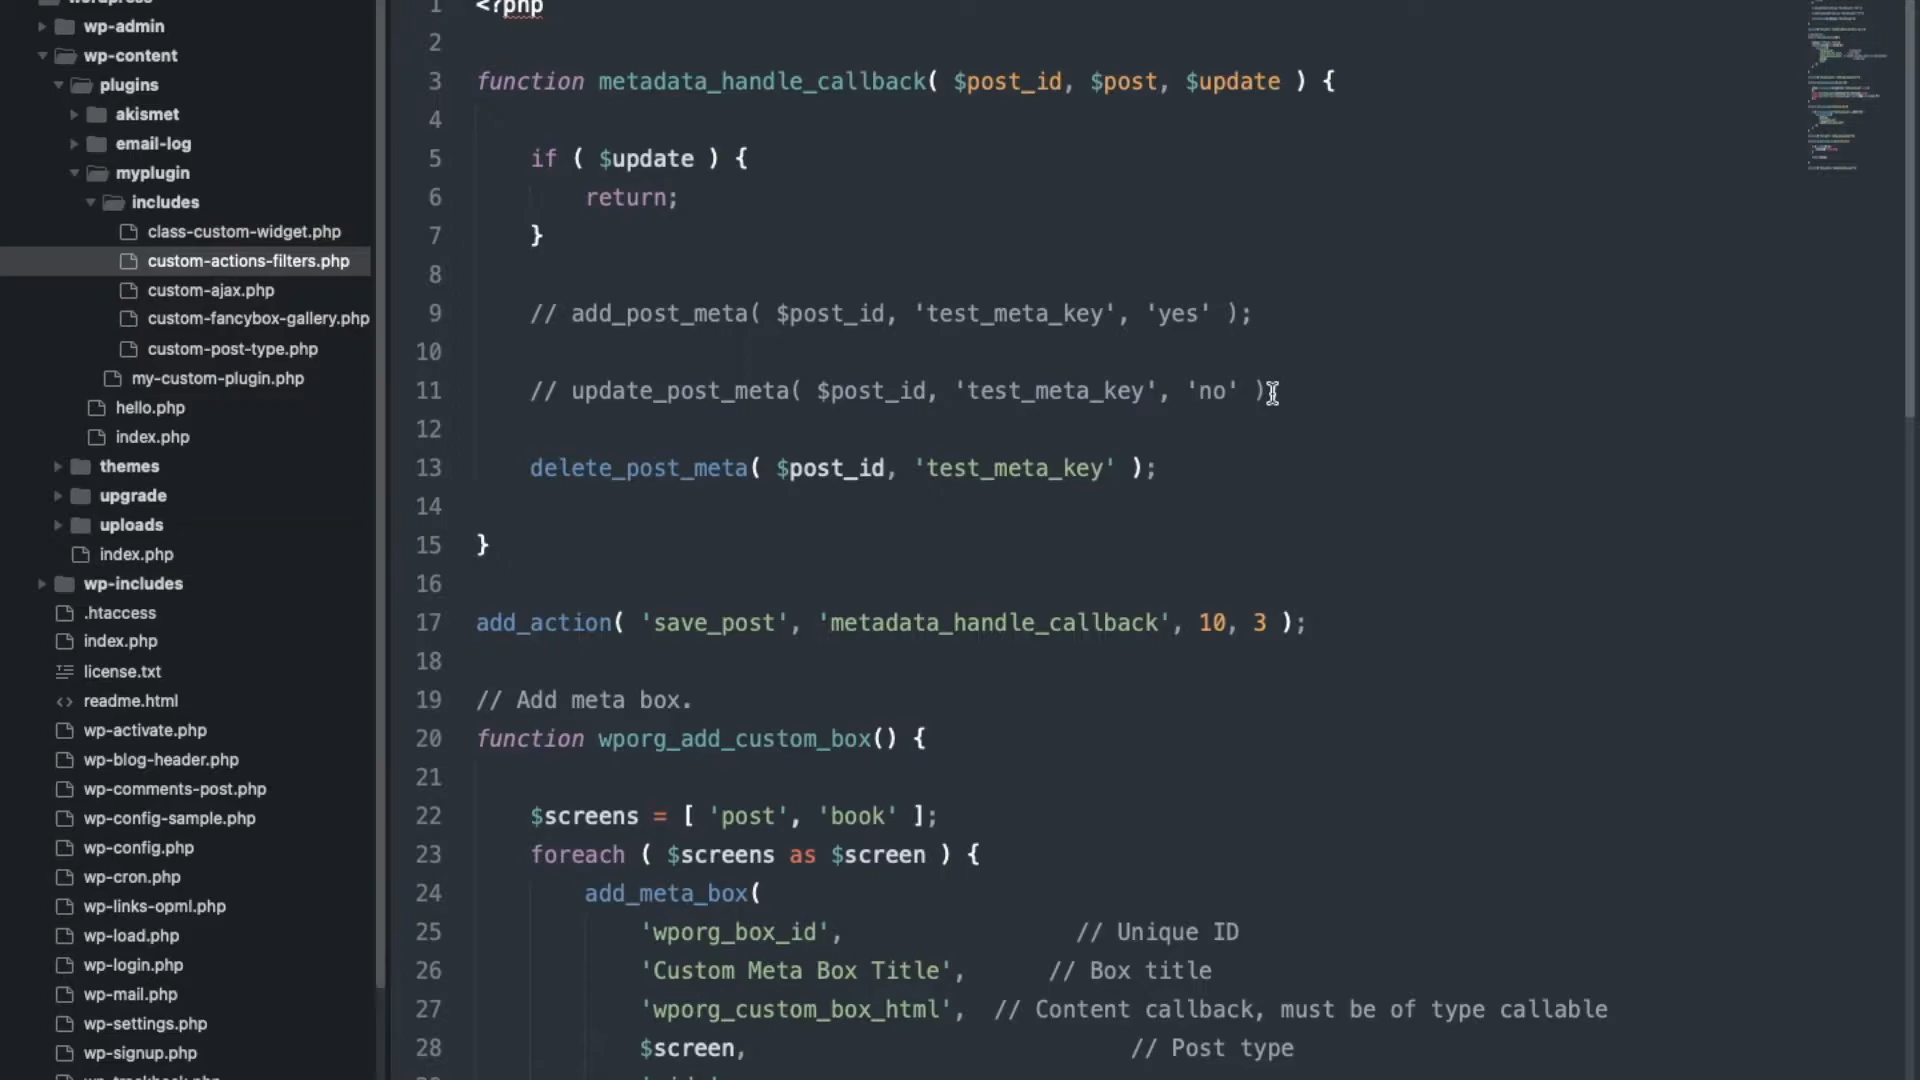 wordpress
wp-admin
wp-content
plugins
akismet
email-log
myplugin
includes
class-custom-widget.php
custom-actions-filters.php
custom-ajax.php
custom-fancybox-gallery.php
custom-post-type.php
my-custom-plugin.php
hello.php
index.php
themes
upgrade
uploads
index.php
wp-includes
.htaccess
index.php
license.txt
<> readme.html
wp-activate.php
wp-blog-header.php
wp-comments-post.php
wp-config-sample.php
wp-config.php
wp-cron.php
wp-links-opml.php
wp-load.php
wp-login.php
wp-mail.php
wp-settings.php
wp-signup.php
wp-trackback.php
1 <?php
2
3 function metadata_handle_callback( $post_id, $post, $update ) {
4
5 if ( $update ) {
6 return;
7 }
8
9 // add_post_meta( $post_id, 'test_meta_key', 'yes' );
10
11 // update_post_meta( $post_id, 'test_meta_key', 'no' )
12
13 delete_post_meta( $post_id, 'test_meta_key' );
14
15 }
16
17 add_action( 'save_post', 'metadata_handle_callback', 10, 3 );
18
19 // Add meta box.
20 function wporg_add_custom_box() {
21
22 $screens = [ 'post', 'book' ];
23 foreach ( $screens as $screen ) {
24 add_meta_box(
25 'wporg_box_id', // Unique ID
26 'Custom Meta Box Title', // Box title
27 'wporg_custom_box_html', // Content callback, must be of type callable
28 $screen, // Post type